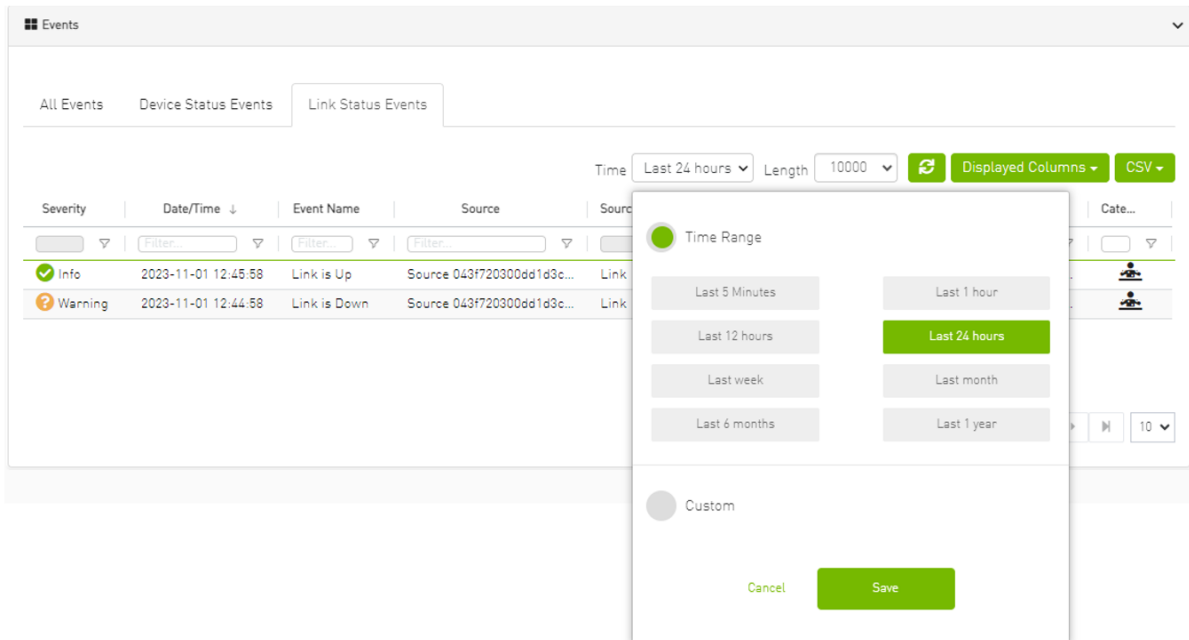 Events
All Events Device Status Events Link Status Events
Time Last 24 hours Length 10000 Displayed Columns CSV
Severity Date/Time ↓ Event Name Source Sourc Cate...
Filter... Filter... Filter...
Time Range
Info 2023-11-01 12:45:58 Link is Up Source 043f720300dd1d3c... Link
Warning 2023-11-01 12:44:58 Link is Down Source 043f720300dd1d3c... Link
Last 5 Minutes Last 1 hour
Last 12 hours Last 24 hours
Last week Last month
Last 6 months Last 1 year
10
Custom
Cancel Save